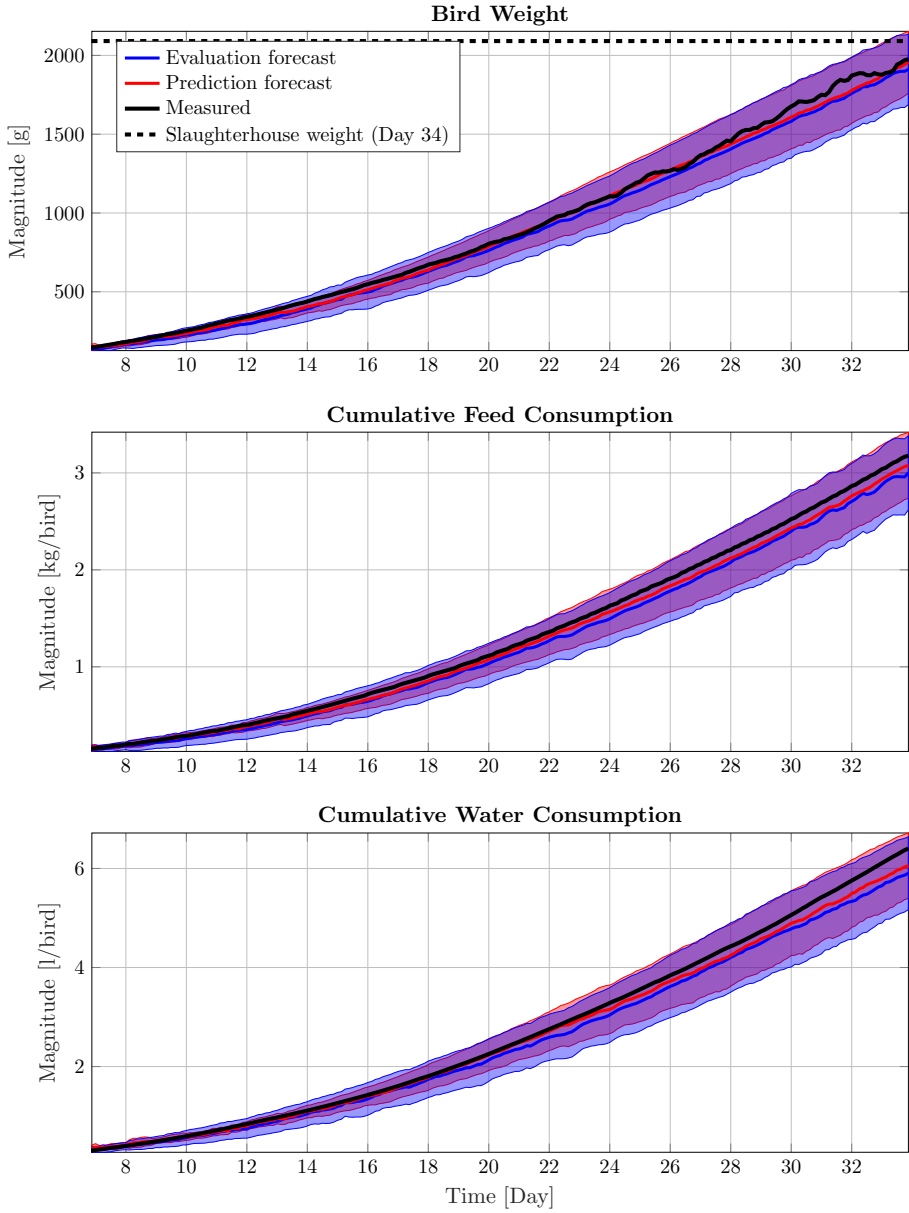 Bird Weight
2000
1500
1000
500
Magnitude [g]
Evaluation forecast
Prediction forecast
Measured
Slaughterhouse weight (Day 34)
8 10 12 14 16 18 20 22 24 26 28 30 32
Cumulative Feed Consumption
3
2
1
Magnitude [kg/bird]
8 10 12 14 16 18 20 22 24 26 28 30 32
Cumulative Water Consumption
6
4
2
Magnitude [l/bird]
8 10 12 14 16 18 20 22 24 26 28 30 32
Time [Day]